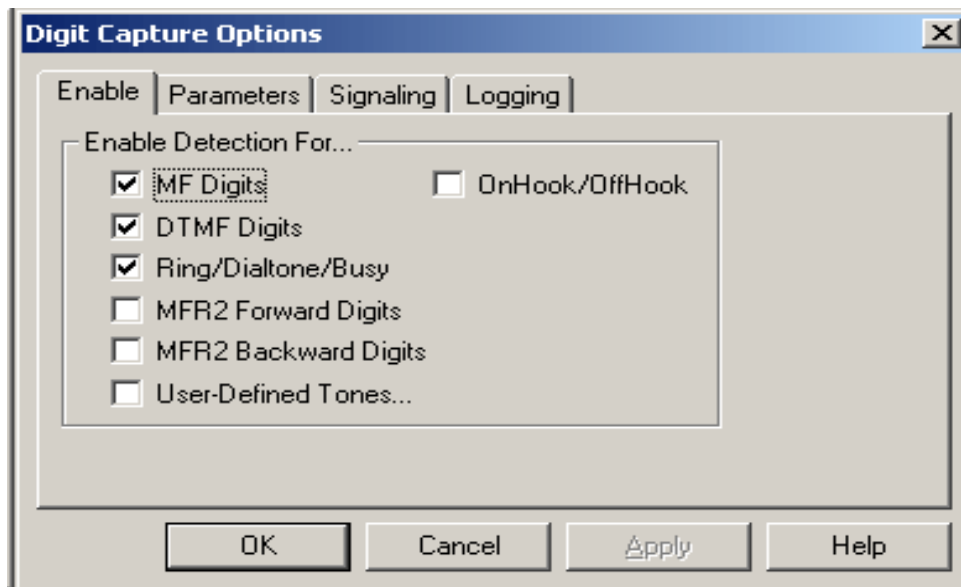 Digit Capture Options
Enable Parameters Signaling Logging
Enable Detection For...
MF Digits OnHook/OffHook
DTMF Digits
Ring/Dialtone/Busy
MFR2 Forward Digits
MFR2 Backward Digits
User-Defined Tones...
OK Cancel Apply Help